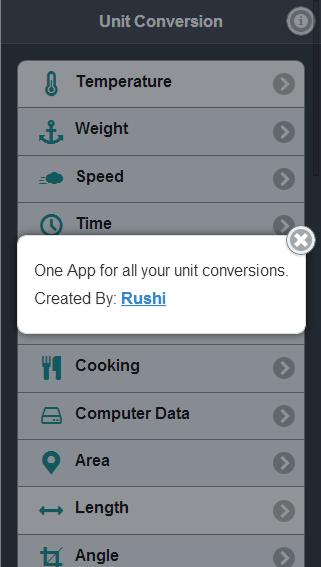 Unit Conversion
Temperature
Weight
Speed
Time
One App for all your unit conversions.
Created By: Rushi
Cooking
Computer Data
Area
Length
Angle